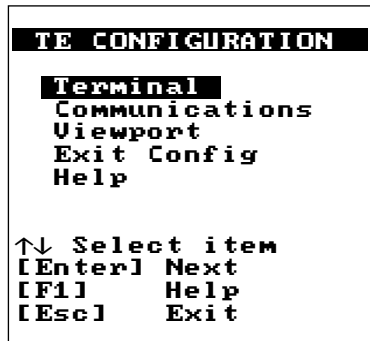 TE CONFIGURATION
Terminal
Communications
Viewport
Exit Config
Help
↑↓ Select item
[Enter] Next
[F1] Help
[Esc] Exit